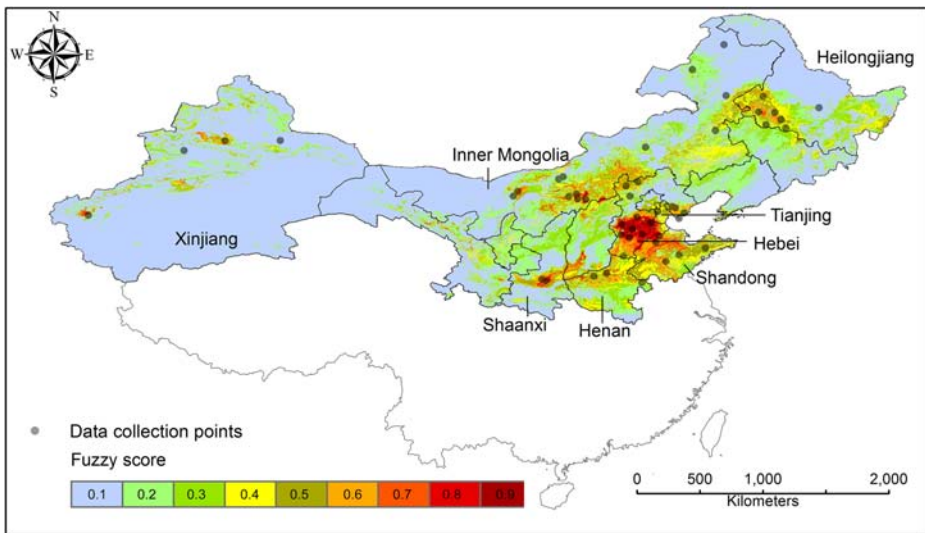 N
W E
S
Heilongjiang
Inner Mongolia
Tianjing
Xinjiang
Hebei
Shandong
Shaanxi
Henan
Data collection points
Fuzzy score
0.1 0.2 0.3 0.4 0.5 0.6 0.7 0.8 0.9
0 500 1,000 2,000
Kilometers